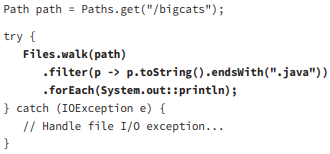 Path path = Paths.get("/bigcats");
try {
   Files.walk(path)
      .filter(p -> p.toString().endsWith(".java"))
      .forEach(System.out::println);
} catch (IOException e) {
   // Handle file I/O exception...
}